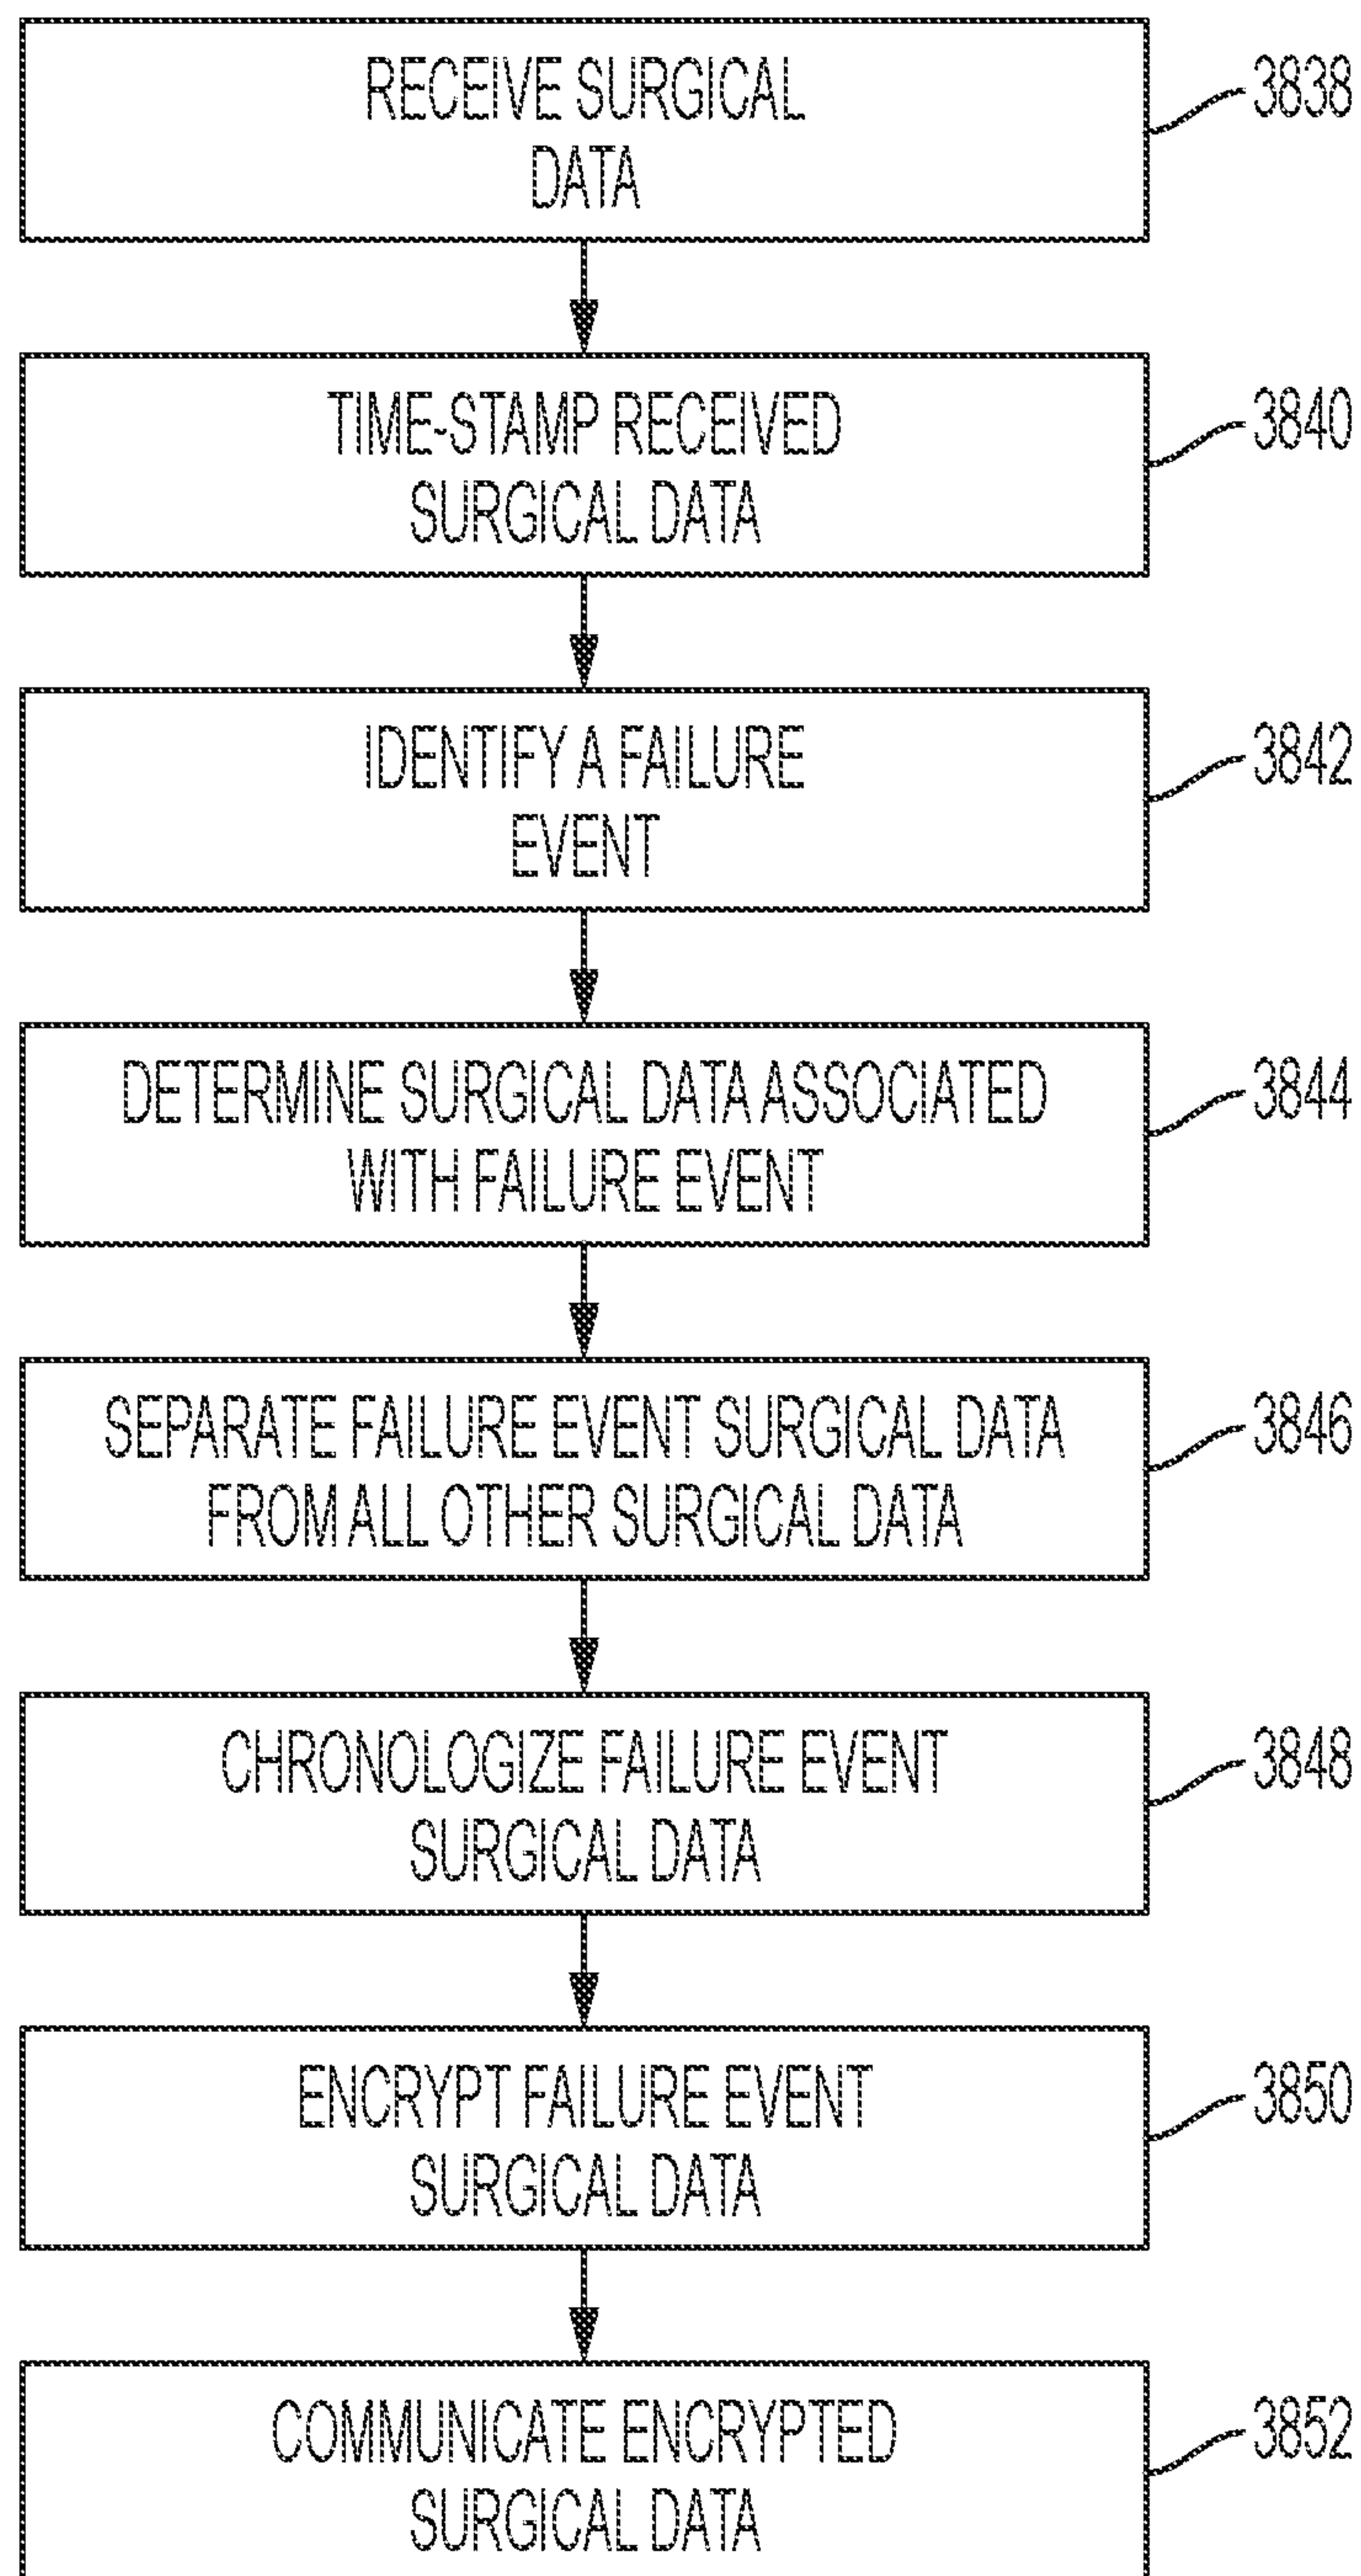 RECEIVE SURGICAL
DATA
3838
TIME-STAMP RECEIVED
SURGICAL DATA
3840
IDENTIFY A FAILURE
EVENT
3842
DETERMINE SURGICAL DATA ASSOCIATED
WITH FAILURE EVENT
3844
SEPARATE FAILURE EVENT SURGICAL DATA
FROM ALL OTHER SURGICAL DATA
3846
CHRONOLOGIZE FAILURE EVENT
SURGICAL DATA
3848
ENCRYPT FAILURE EVENT
SURGICAL DATA
3850
COMMUNICATE ENCRYPTED
SURGICAL DATA
3852